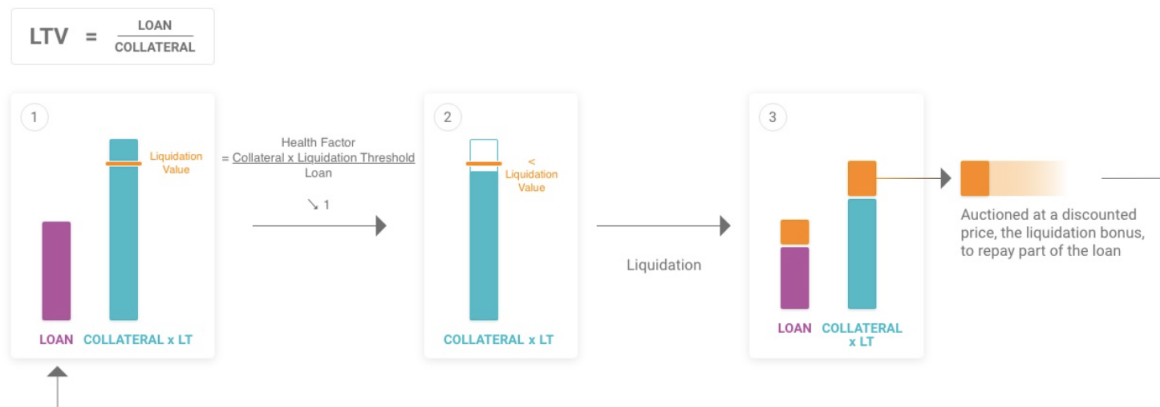 LTV = LOAN
COLLATERAL
1
Liquidation
Value
LOAN COLLATERAL x LT
Health Factor
= Collateral x Liquidation Threshold
Loan
↘ 1
2
<
Liquidation
Value
COLLATERAL x LT
Liquidation
3
LOAN COLLATERAL
x LT
Auctioned at a discounted
price, the liquidation bonus,
to repay part of the loan